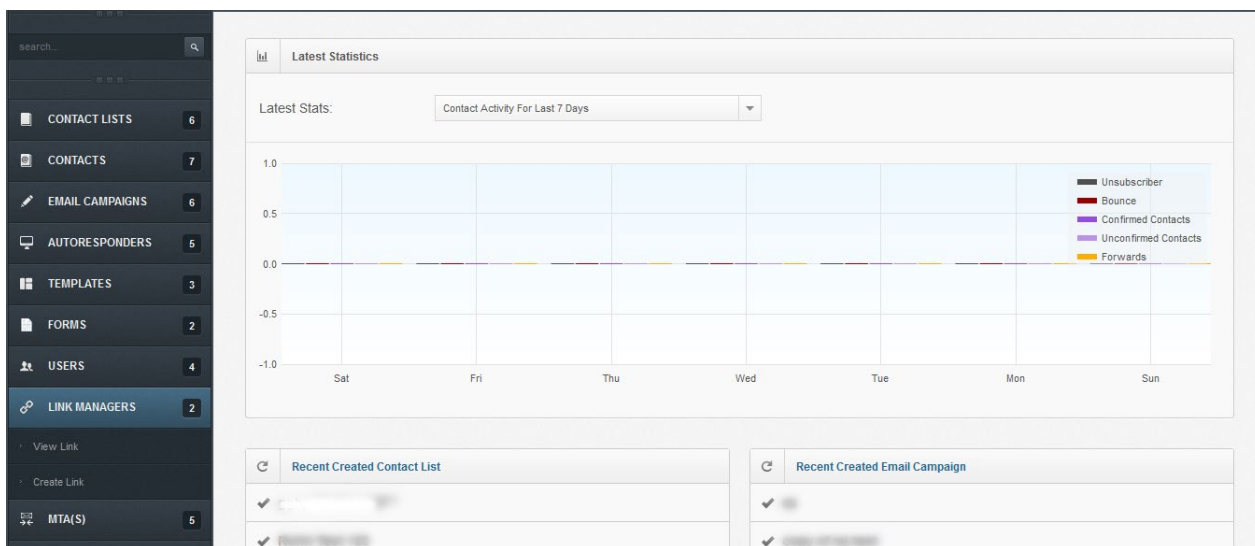 search...
CONTACT LISTS 6
CONTACTS 7
EMAIL CAMPAIGNS 6
AUTORESPONDERS 5
TEMPLATES 3
FORMS 2
USERS 4
LINK MANAGERS 2
View Link
Create Link
MTA(S) 5
Latest Statistics
Latest Stats:
Contact Activity For Last 7 Days
1.0
0.5
0.0
-0.5
-1.0
Unsubscriber
Bounce
Confirmed Contacts
Unconfirmed Contacts
Forwards
Sat Fri Thu Wed Tue Mon Sun
Recent Created Contact List
Recent Created Email Campaign